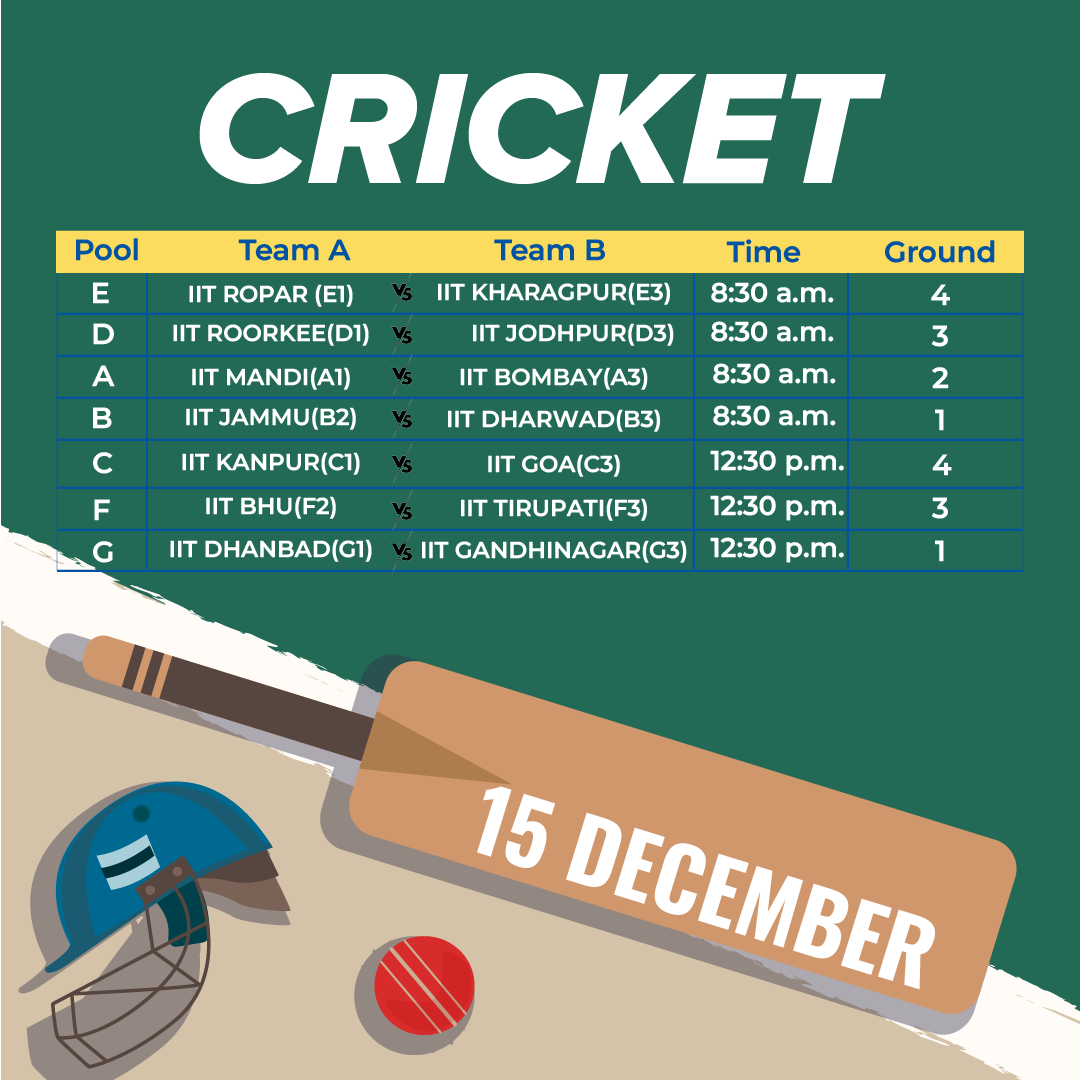 CRICKET
Pool Team A Team B Time Ground
E IIT ROPAR (E1) VS IIT KHARAGPUR(E3) 8:30 a.m. 4
D IIT ROORKEE(D1) VS IIT JODHPUR(D3) 8:30 a.m. 3
A IIT MANDI(A1) VS IIT BOMBAY(A3) 8:30 a.m. 2
B IIT JAMMU(B2) VS IIT DHARWAD(B3) 8:30 a.m. 1
C IIT KANPUR(C1) VS IIT GOA(C3) 12:30 p.m. 4
F IIT BHU(F2) VS IIT TIRUPATI(F3) 12:30 p.m. 3
G IIT DHANBAD(G1) VS IIT GANDHINAGAR(G3) 12:30 p.m. 1
15 DECEMBER